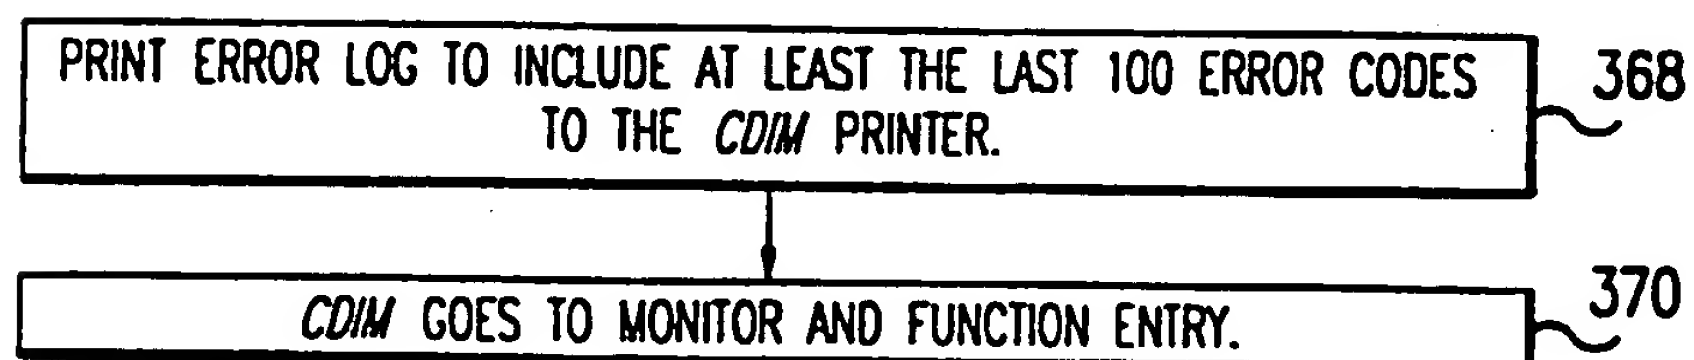 PRINT ERROR LOG TO INCLUDE AT LEAST THE LAST 100 ERROR CODES
TO THE CDIM PRINTER.
368
CDIM GOES TO MONITOR AND FUNCTION ENTRY.
370